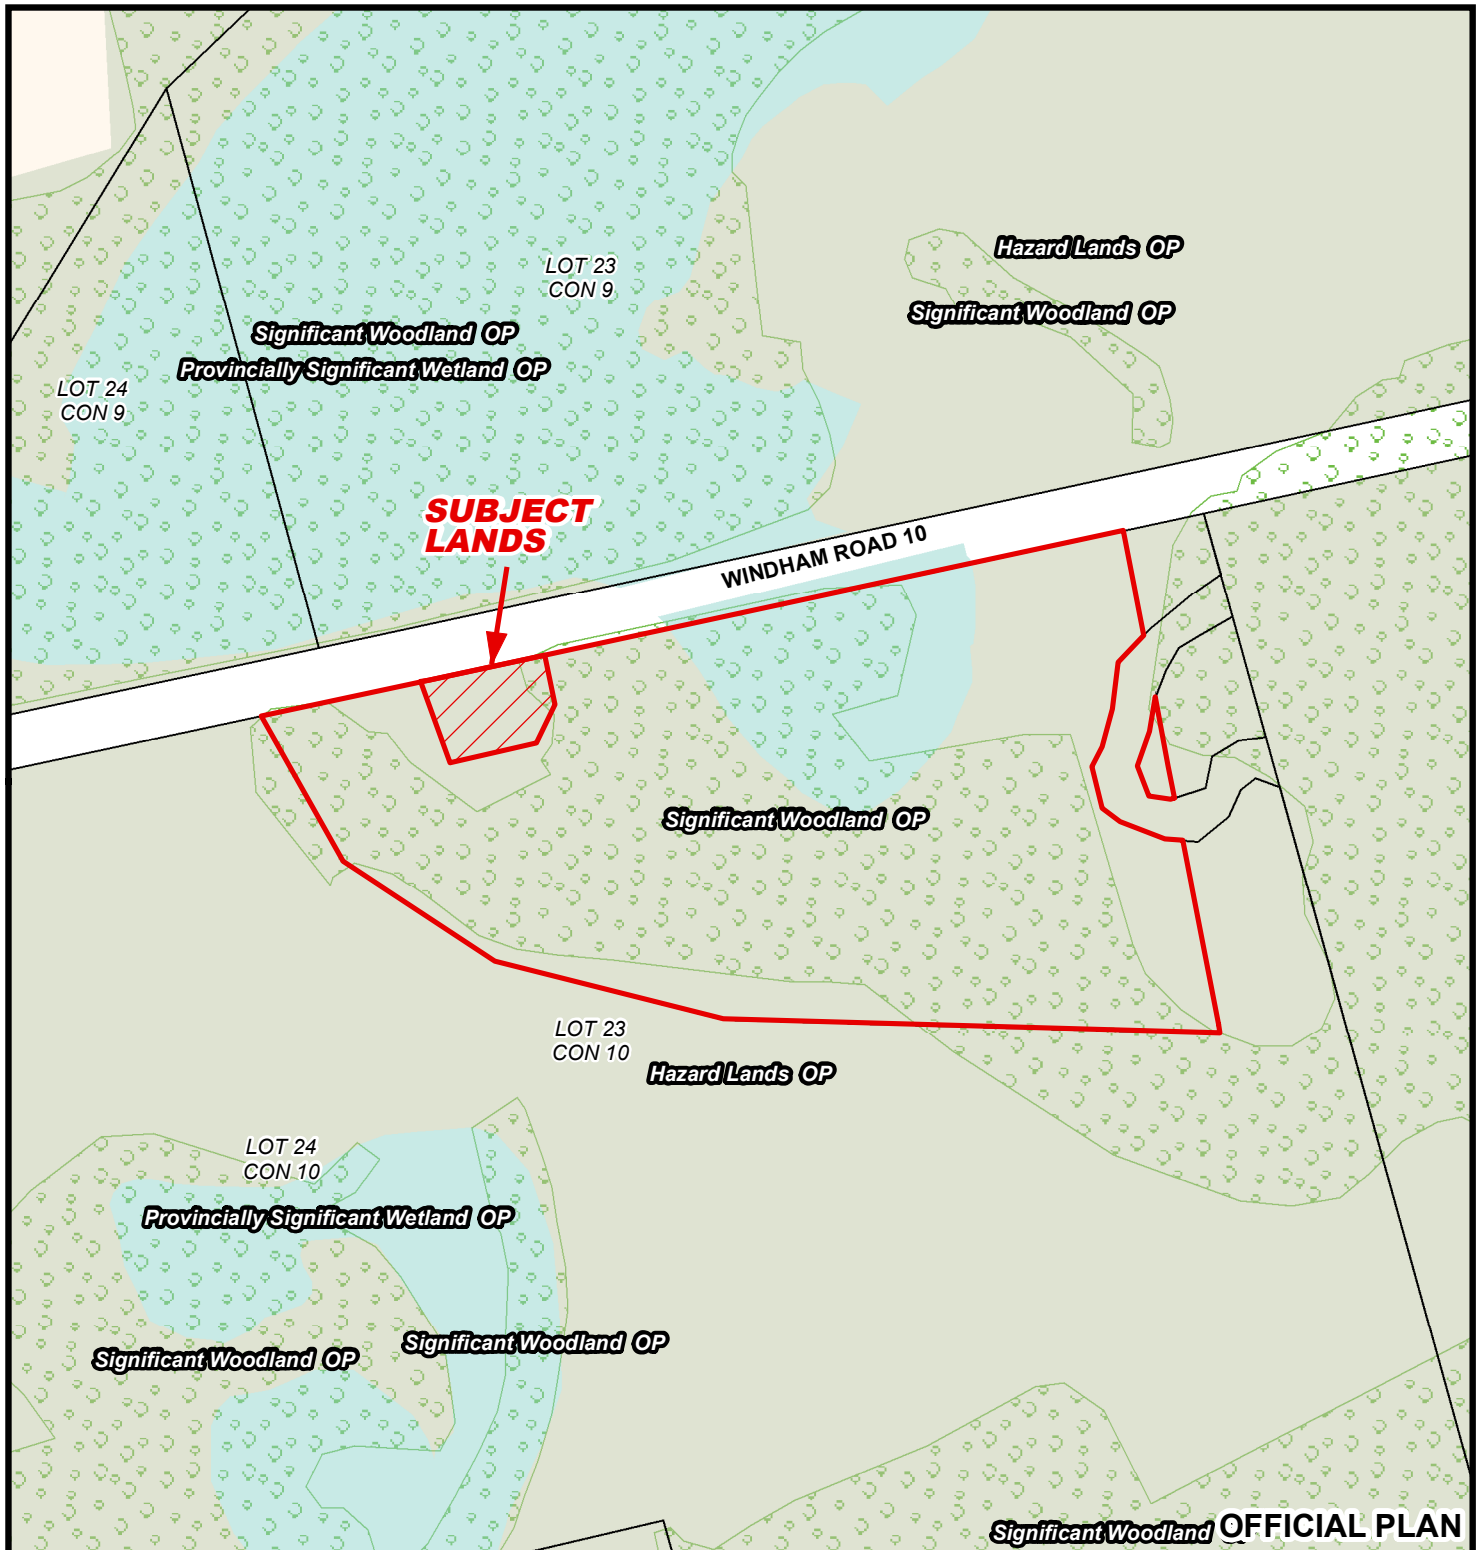 Hazard Lands OP
LOT 23
CON 9
Significant Woodland OP
Significant Woodland OP
Provincially Significant Wetland OP
LOT 24
CON 9
SUBJECT
LANDS
WINDHAM ROAD 10
Significant Woodland OP
LOT 23
CON 10
Hazard Lands OP
LOT 24
CON 10
Provincially Significant Wetland OP
Significant Woodland OP
Significant Woodland OP
Significant Woodland
OFFICIAL PLAN